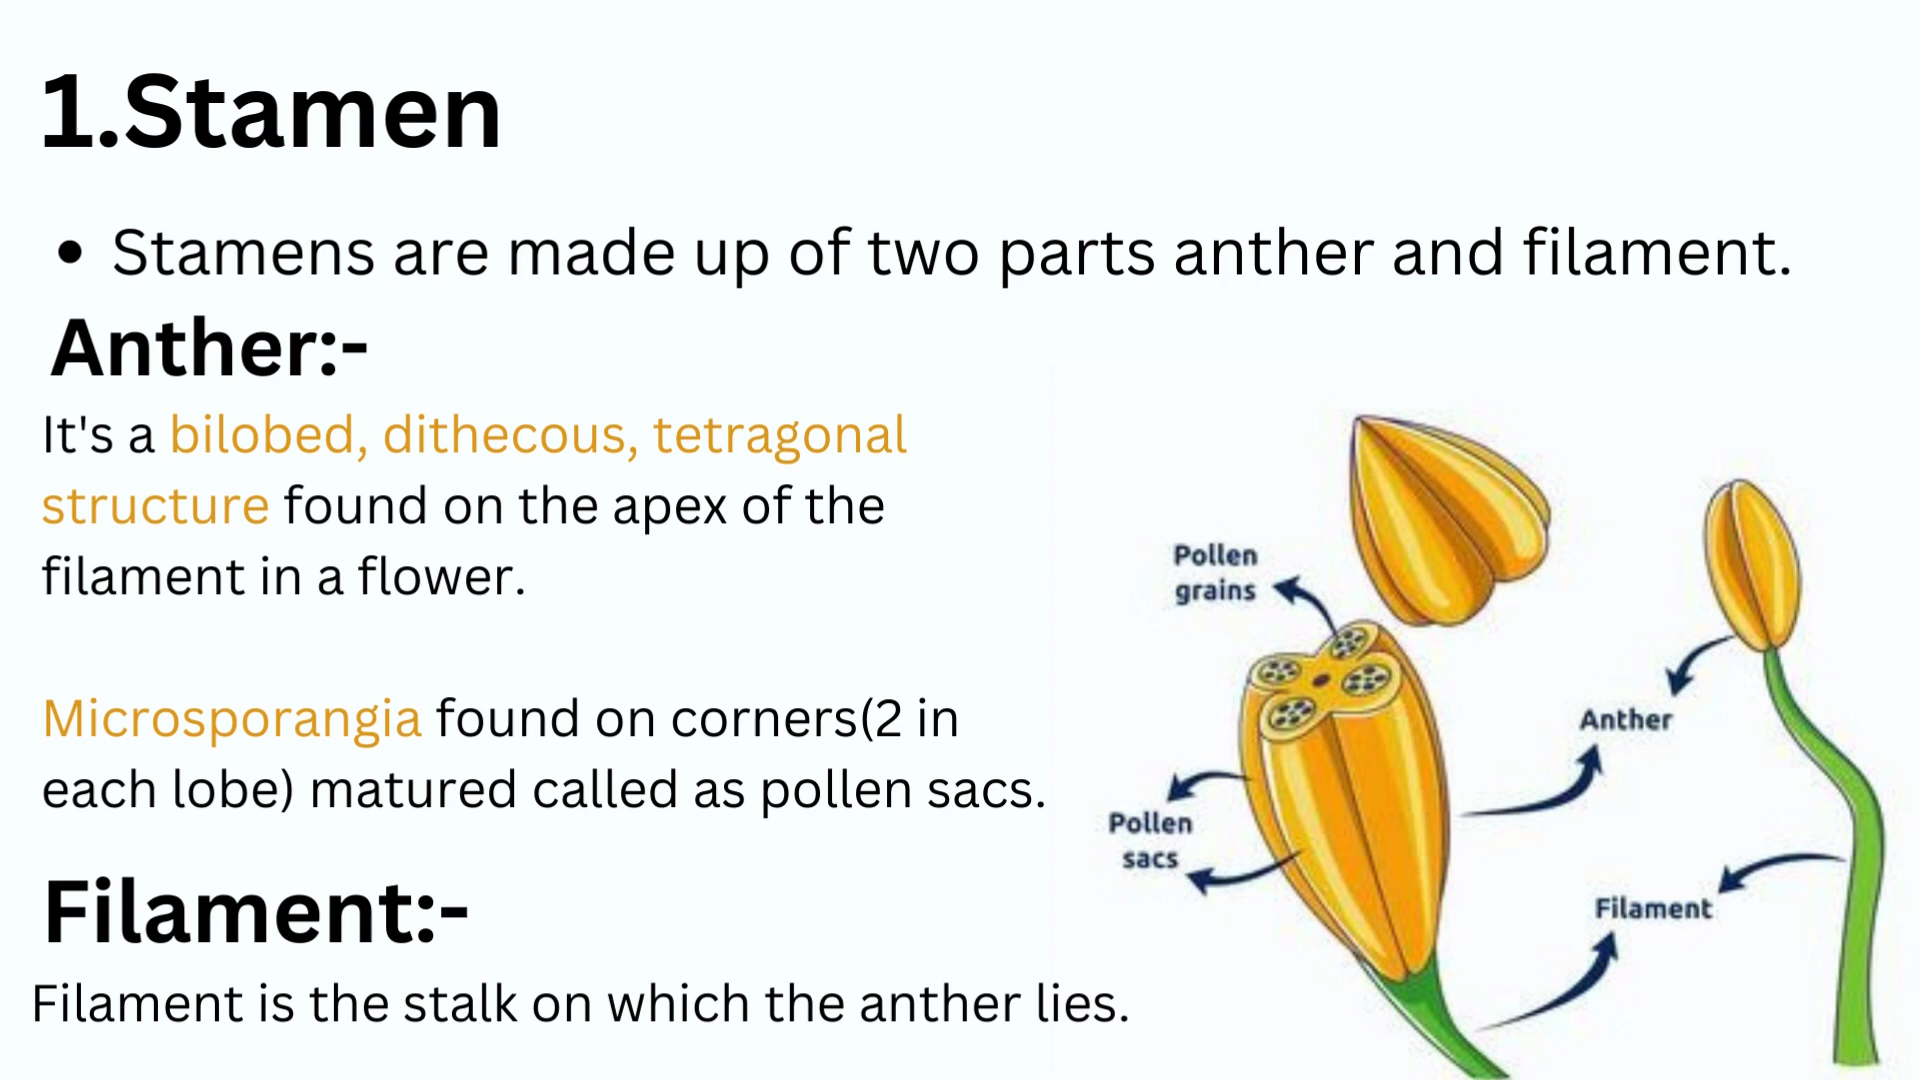 1.Stamen
• Stamens are made up of two parts anther and filament.
Anther:-
It's a bilobed, dithecous, tetragonal
structure found on the apex of the
filament in a flower.
Microsporangia found on corners(2 in
each lobe) matured called as pollen sacs.
Filament:-
Filament is the stalk on which the anther lies.
Pollen
grains
Anther
Pollen
sacs
Filament